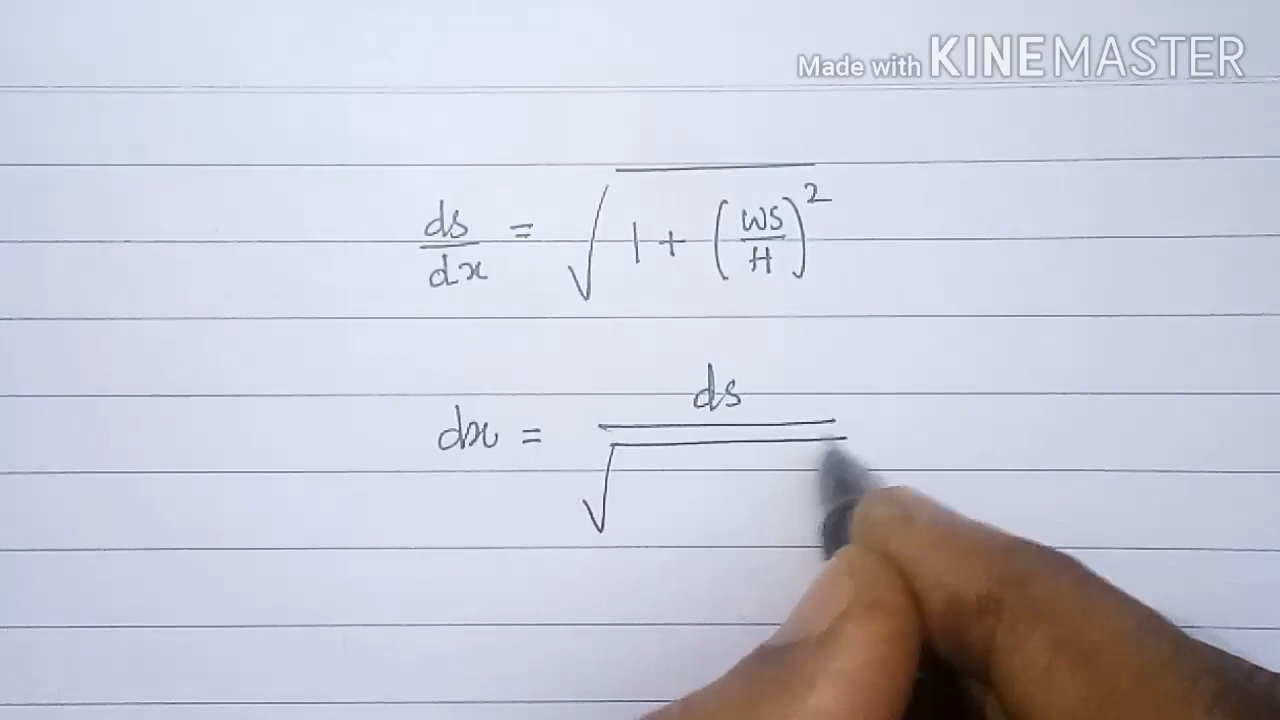 Made with KINEMASTER
ds/dx = √(1 + (ws/H)²)
dx = ds/√